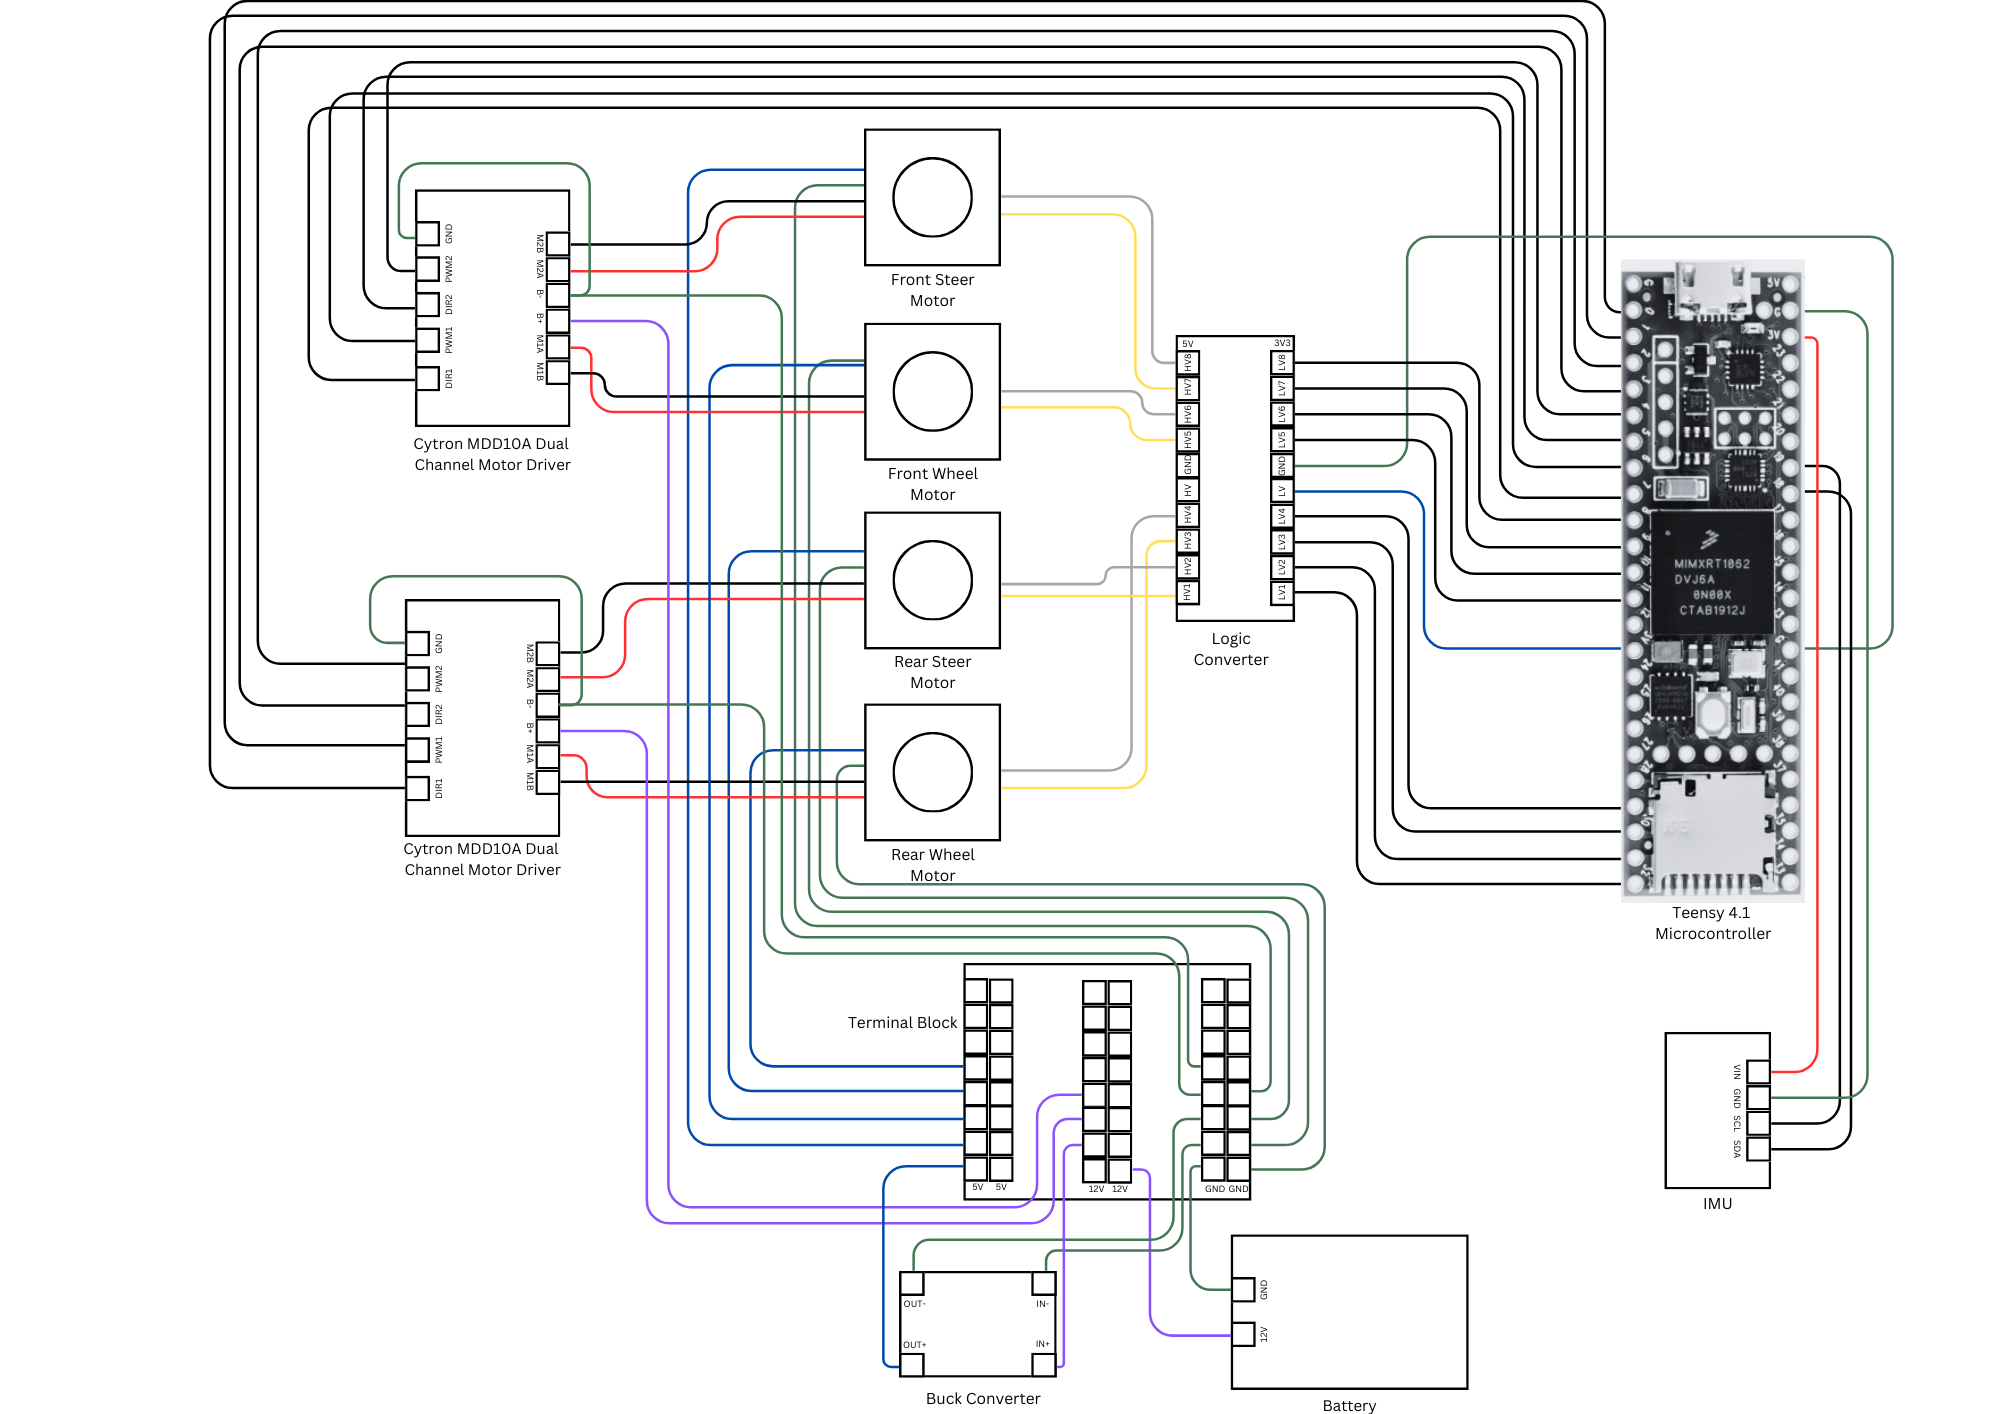 GND
PWM2
DIR2
PWM1
DIR1
M2B
M2A
B-
B+
M1A
M1B
Cytron MDD10A Dual
Channel Motor Driver
GND
PWM2
DIR2
PWM1
DIR1
M2B
M2A
B-
B+
M1A
M1B
Cytron MDD10A Dual
Channel Motor Driver
Front Steer
Motor
Front Wheel
Motor
Rear Steer
Motor
Rear Wheel
Motor
5V 3V3
HV8 LV8
HV7 LV7
HV6 LV6
HV5 LV5
GND GND
HV LV
HV4 LV4
HV3 LV3
HV2 LV2
HV1 LV1
Logic
Converter
G 5V
0 G
1 3V
MIMXRT1062
DVJ6A
0N00X
CTAB1912J
Teensy 4.1
Microcontroller
VIN
GND
SCL
SDA
IMU
Terminal Block
5V 5V 12V 12V GND GND
OUT- IN-
OUT+ IN+
Buck Converter
GND
12V
Battery